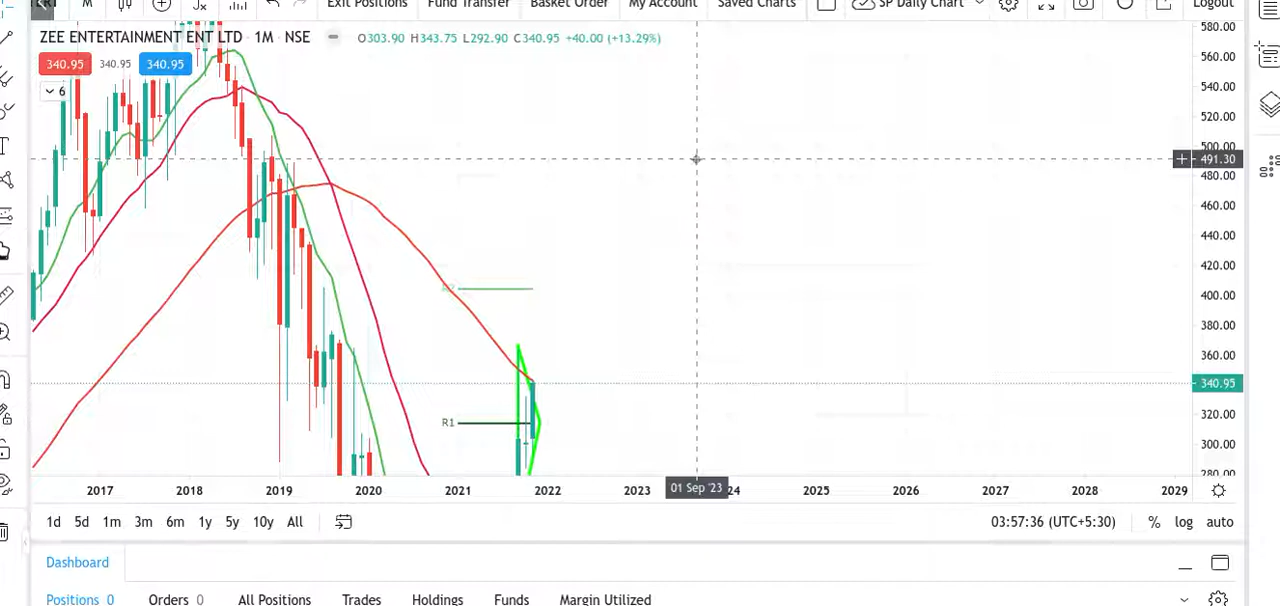 M Exit Positions Fund Transfer Basket Order My Account Saved Charts SP Daily Chart Logout
ZEE ENTERTAINMENT ENT LTD · 1M · NSE O303.90 H343.75 L292.90 C340.95 +40.00 (+13.29%)
340.95 340.95 340.95
6
580.00
560.00
540.00
520.00
500.00
491.30
480.00
460.00
440.00
420.00
400.00
380.00
360.00
340.95
320.00
300.00
280.00
R1
2017 2018 2019 2020 2021 2022 2023 01 Sep '23 24 2025 2026 2027 2028 2029
1d 5d 1m 3m 6m 1y 5y 10y All 03:57:36 (UTC+5:30) % log auto
Dashboard
Positions 0 Orders 0 All Positions Trades Holdings Funds Margin Utilized